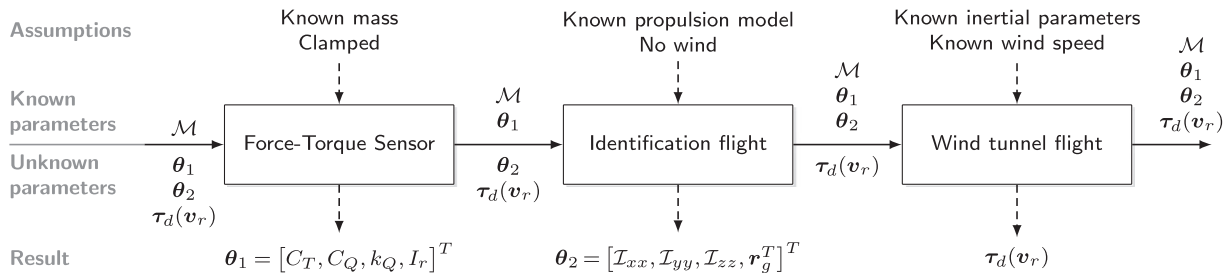 Assumptions
Known mass
Clamped
Known propulsion model
No wind
Known inertial parameters
Known wind speed
Known
parameters
Unknown
parameters
ℳ
θ₁
θ₂
τ_d(v_r)
Force-Torque Sensor
ℳ
θ₁
θ₂
τ_d(v_r)
Identification flight
ℳ
θ₁
θ₂
τ_d(v_r)
Wind tunnel flight
ℳ
θ₁
θ₂
τ_d(v_r)
Result
θ₁ = [C_T, C_Q, k_Q, I_r]^T
θ₂ = [ℐ_xx, ℐ_yy, ℐ_zz, r_g^T]^T
τ_d(v_r)